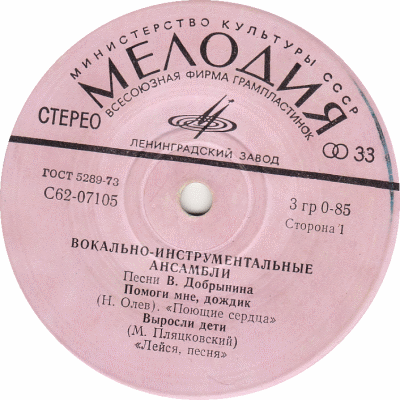 МИНИСТЕРСТВО КУЛЬТУРЫ СССР
МЕЛОДИЯ
ВСЕСОЮЗНАЯ ФИРМА ГРАМПЛАСТИНОК
СТЕРЕО
33
ЛЕНИНГРАДСКИЙ ЗАВОД
ГОСТ 5289-73
С62-07105
3 гр 0-85
Сторона 1
ВОКАЛЬНО-ИНСТРУМЕНТАЛЬНЫЕ
АНСАМБЛИ
Песни В. Добрынина
Помоги мне, дождик
(Н. Олев). «Поющие сердца»
Выросли дети
(М. Пляцковский)
«Лейся, песня»